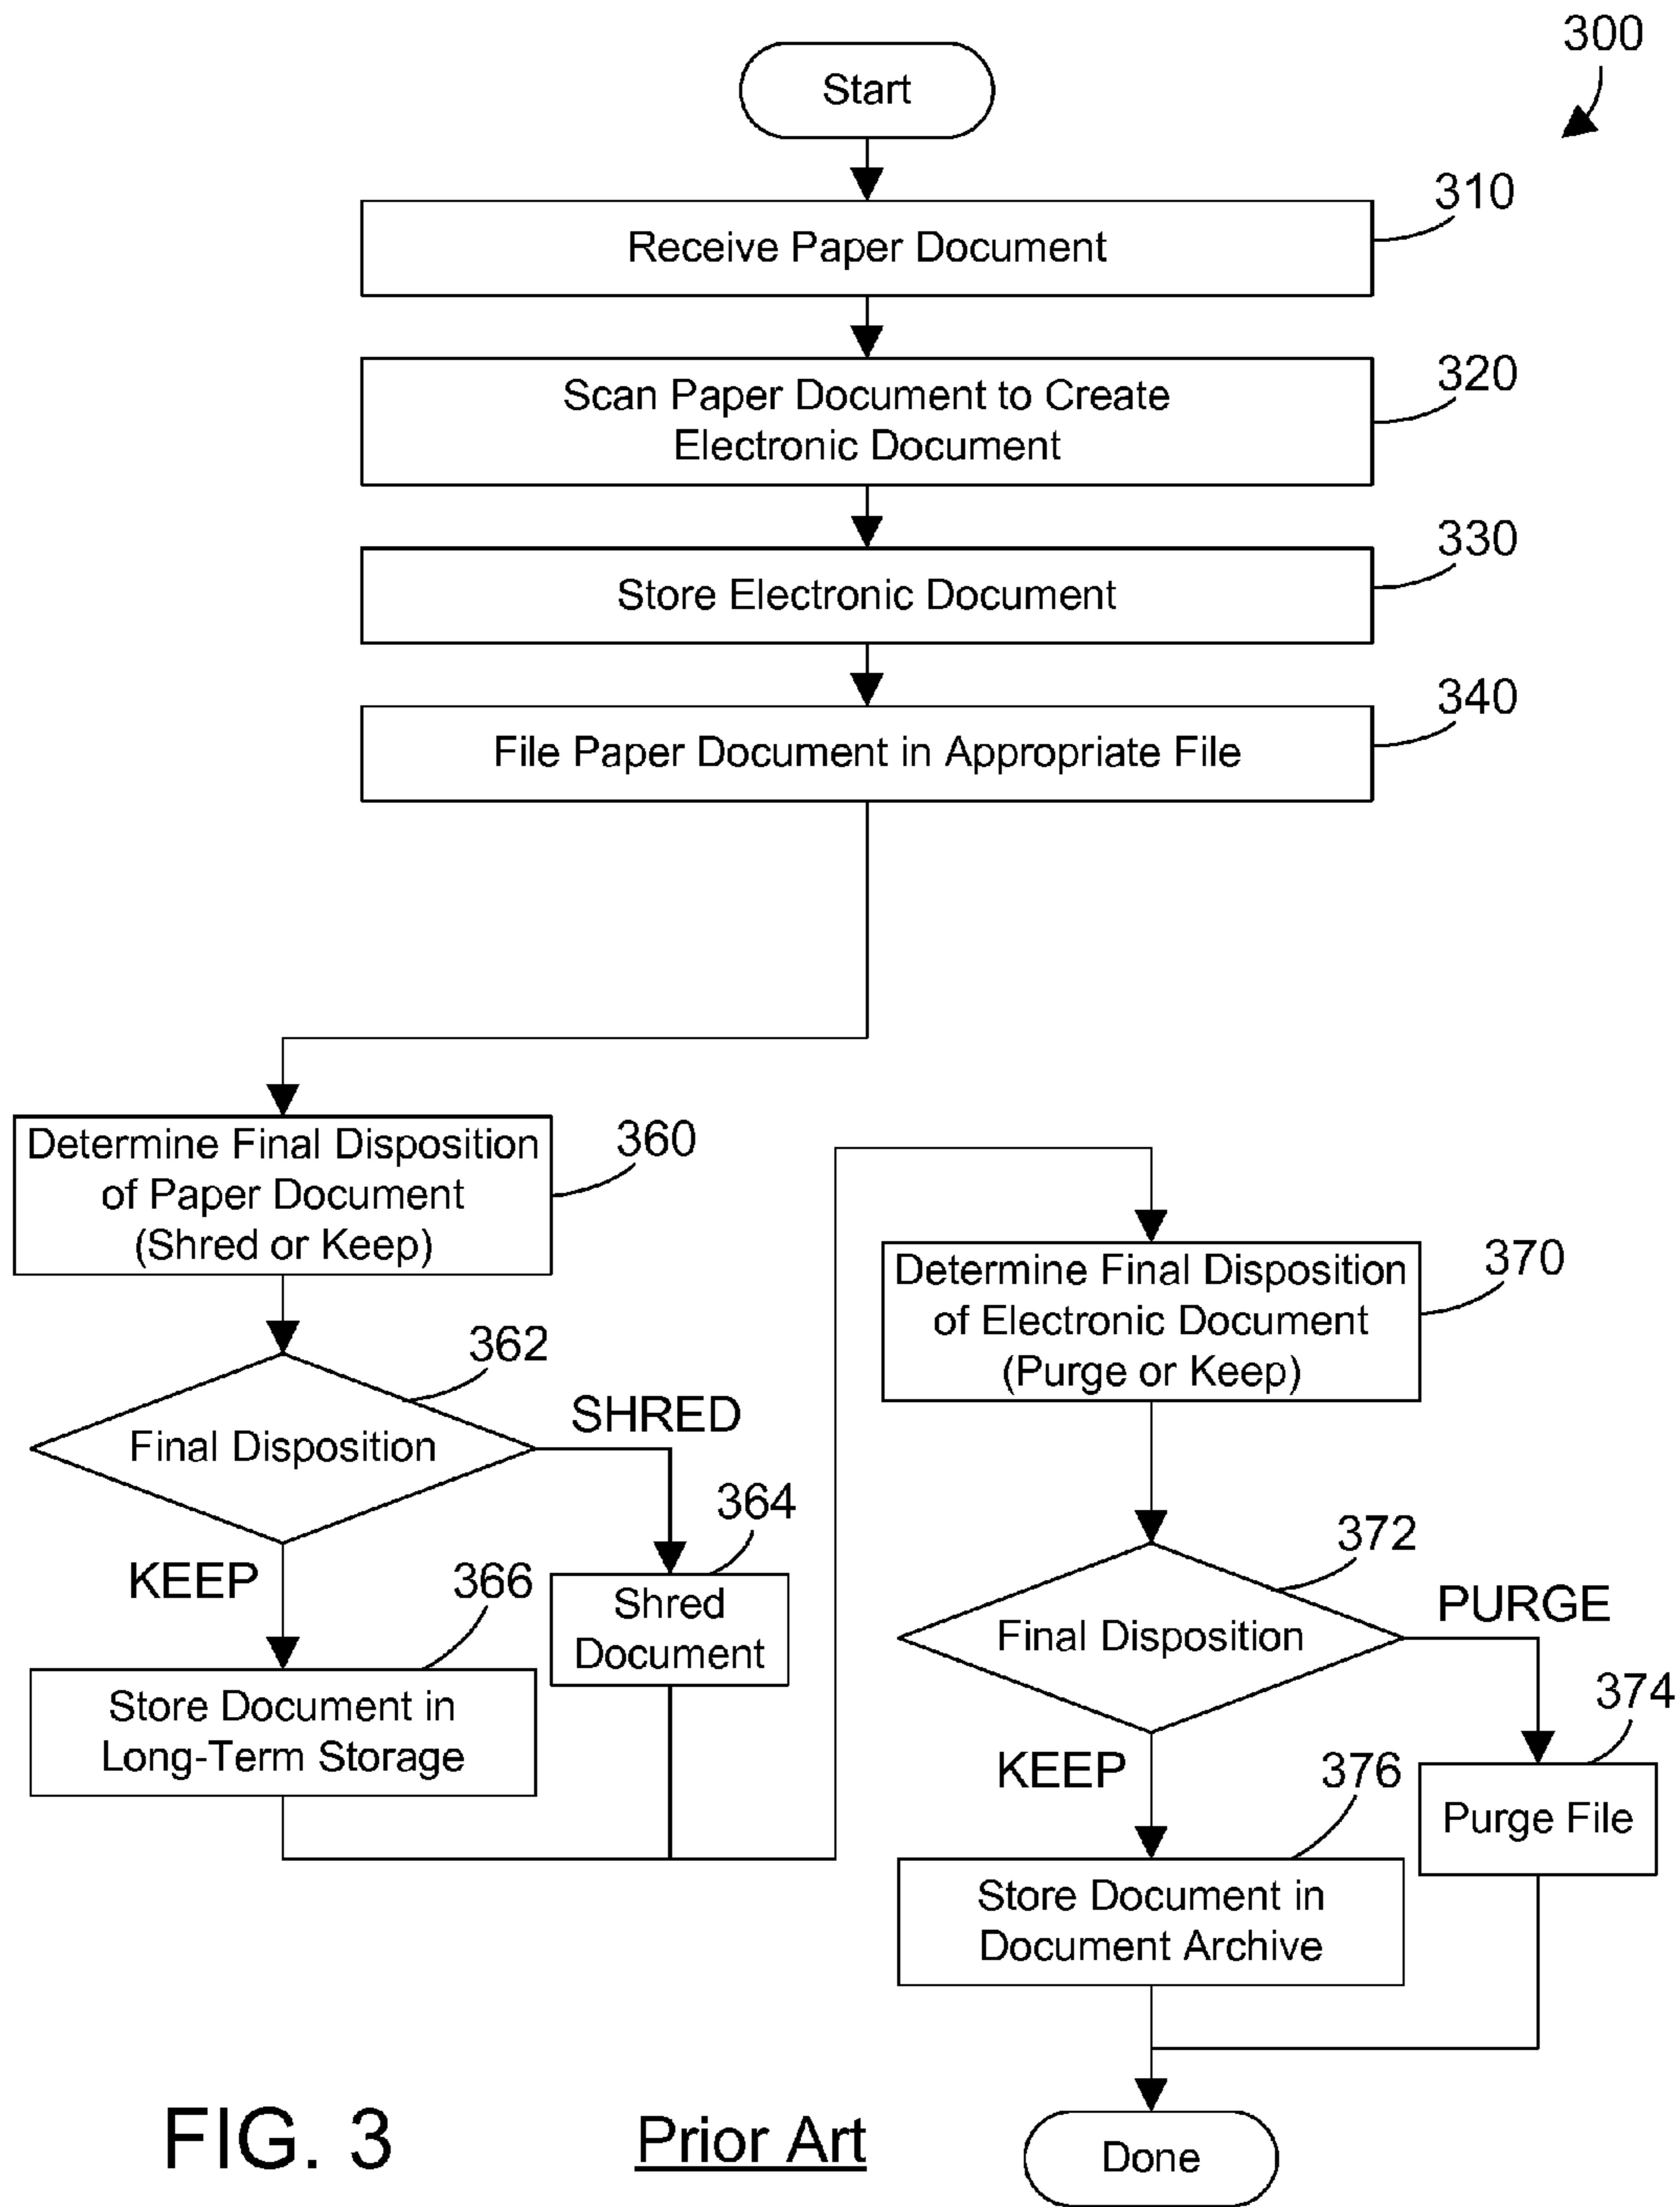 300
Start
310
Receive Paper Document
320
Scan Paper Document to Create
Electronic Document
330
Store Electronic Document
340
File Paper Document in Appropriate File
360
Determine Final Disposition
of Paper Document
(Shred or Keep)
362
Final Disposition
SHRED
364
Shred
Document
KEEP
366
Store Document in
Long-Term Storage
370
Determine Final Disposition
of Electronic Document
(Purge or Keep)
372
Final Disposition
PURGE
374
Purge File
KEEP
376
Store Document in
Document Archive
Done
FIG. 3
Prior Art